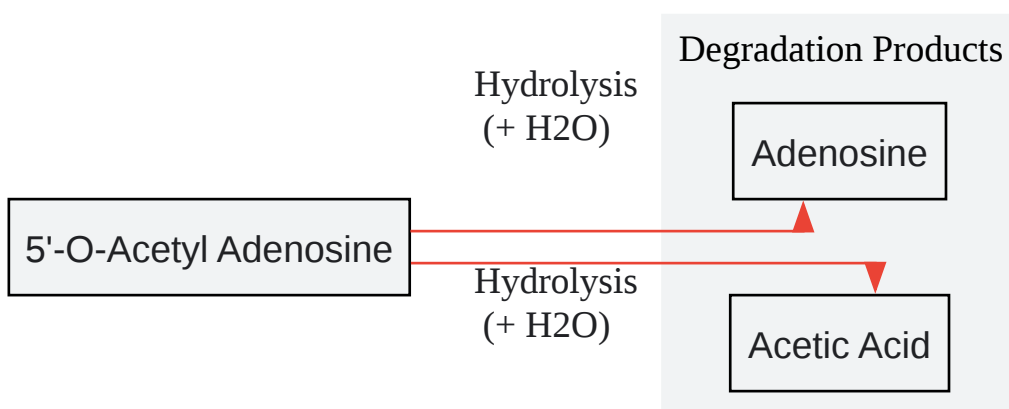 Degradation Products
Hydrolysis
(+ H2O)
Adenosine
5'-O-Acetyl Adenosine
Hydrolysis
(+ H2O)
Acetic Acid